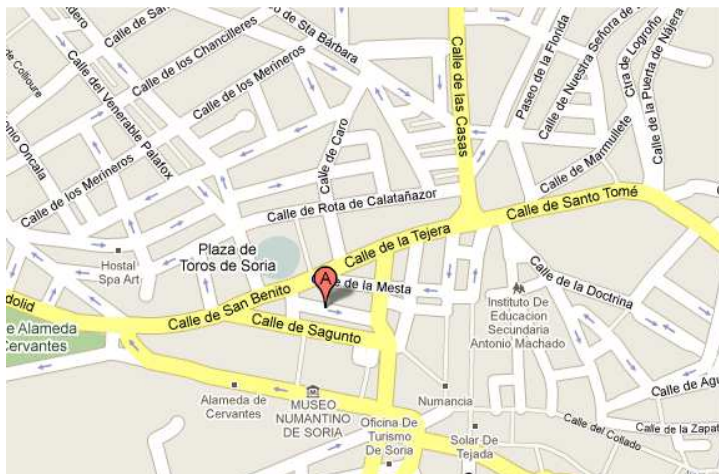 Calle de los Chancilleres
de Sta Bárbara
Calle de los Merineros
Calle del Venerable Palafox
Calle de los Merineros
Calle de Caro
Calle de las Casas
Paseo de la Florida
Calle de Nuestra Señora de
Ctra de Logroño
Calle de la Puerta de Nájera
Calle de Marmullete
Calle de Rota de Calatañazor
Calle de Santo Tomé
Calle de la Tejera
Plaza de
Toros de Soria
Hostal
Spa Art
A
de la Mesta
Calle de San Benito
Calle de Sagunto
Calle de la Doctrina
Instituto De
Educacion
Secundaria
Antonio Machado
e Alameda
Cervantes
Alameda de
Cervantes
MUSEO
NUMANTINO
DE SORIA
Oficina De
Turismo
De Soria
Numancia
Solar De
Tejada
Calle del Collado
Calle de la Zapat
Calle de Agu